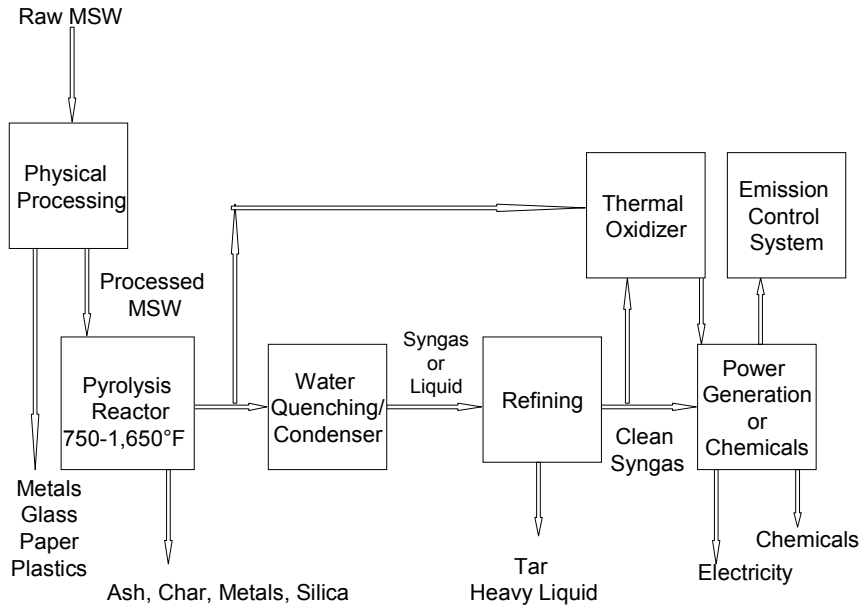 Raw MSW
Physical
Processing
Thermal
Oxidizer
Emission
Control
System
Processed
MSW
Pyrolysis
Reactor
750-1,650°F
Water
Quenching/
Condenser
Syngas
or
Liquid
Refining
Clean
Syngas
Power
Generation
or
Chemicals
Metals
Glass
Paper
Plastics
Ash, Char, Metals, Silica
Tar
Heavy Liquid
Electricity
Chemicals